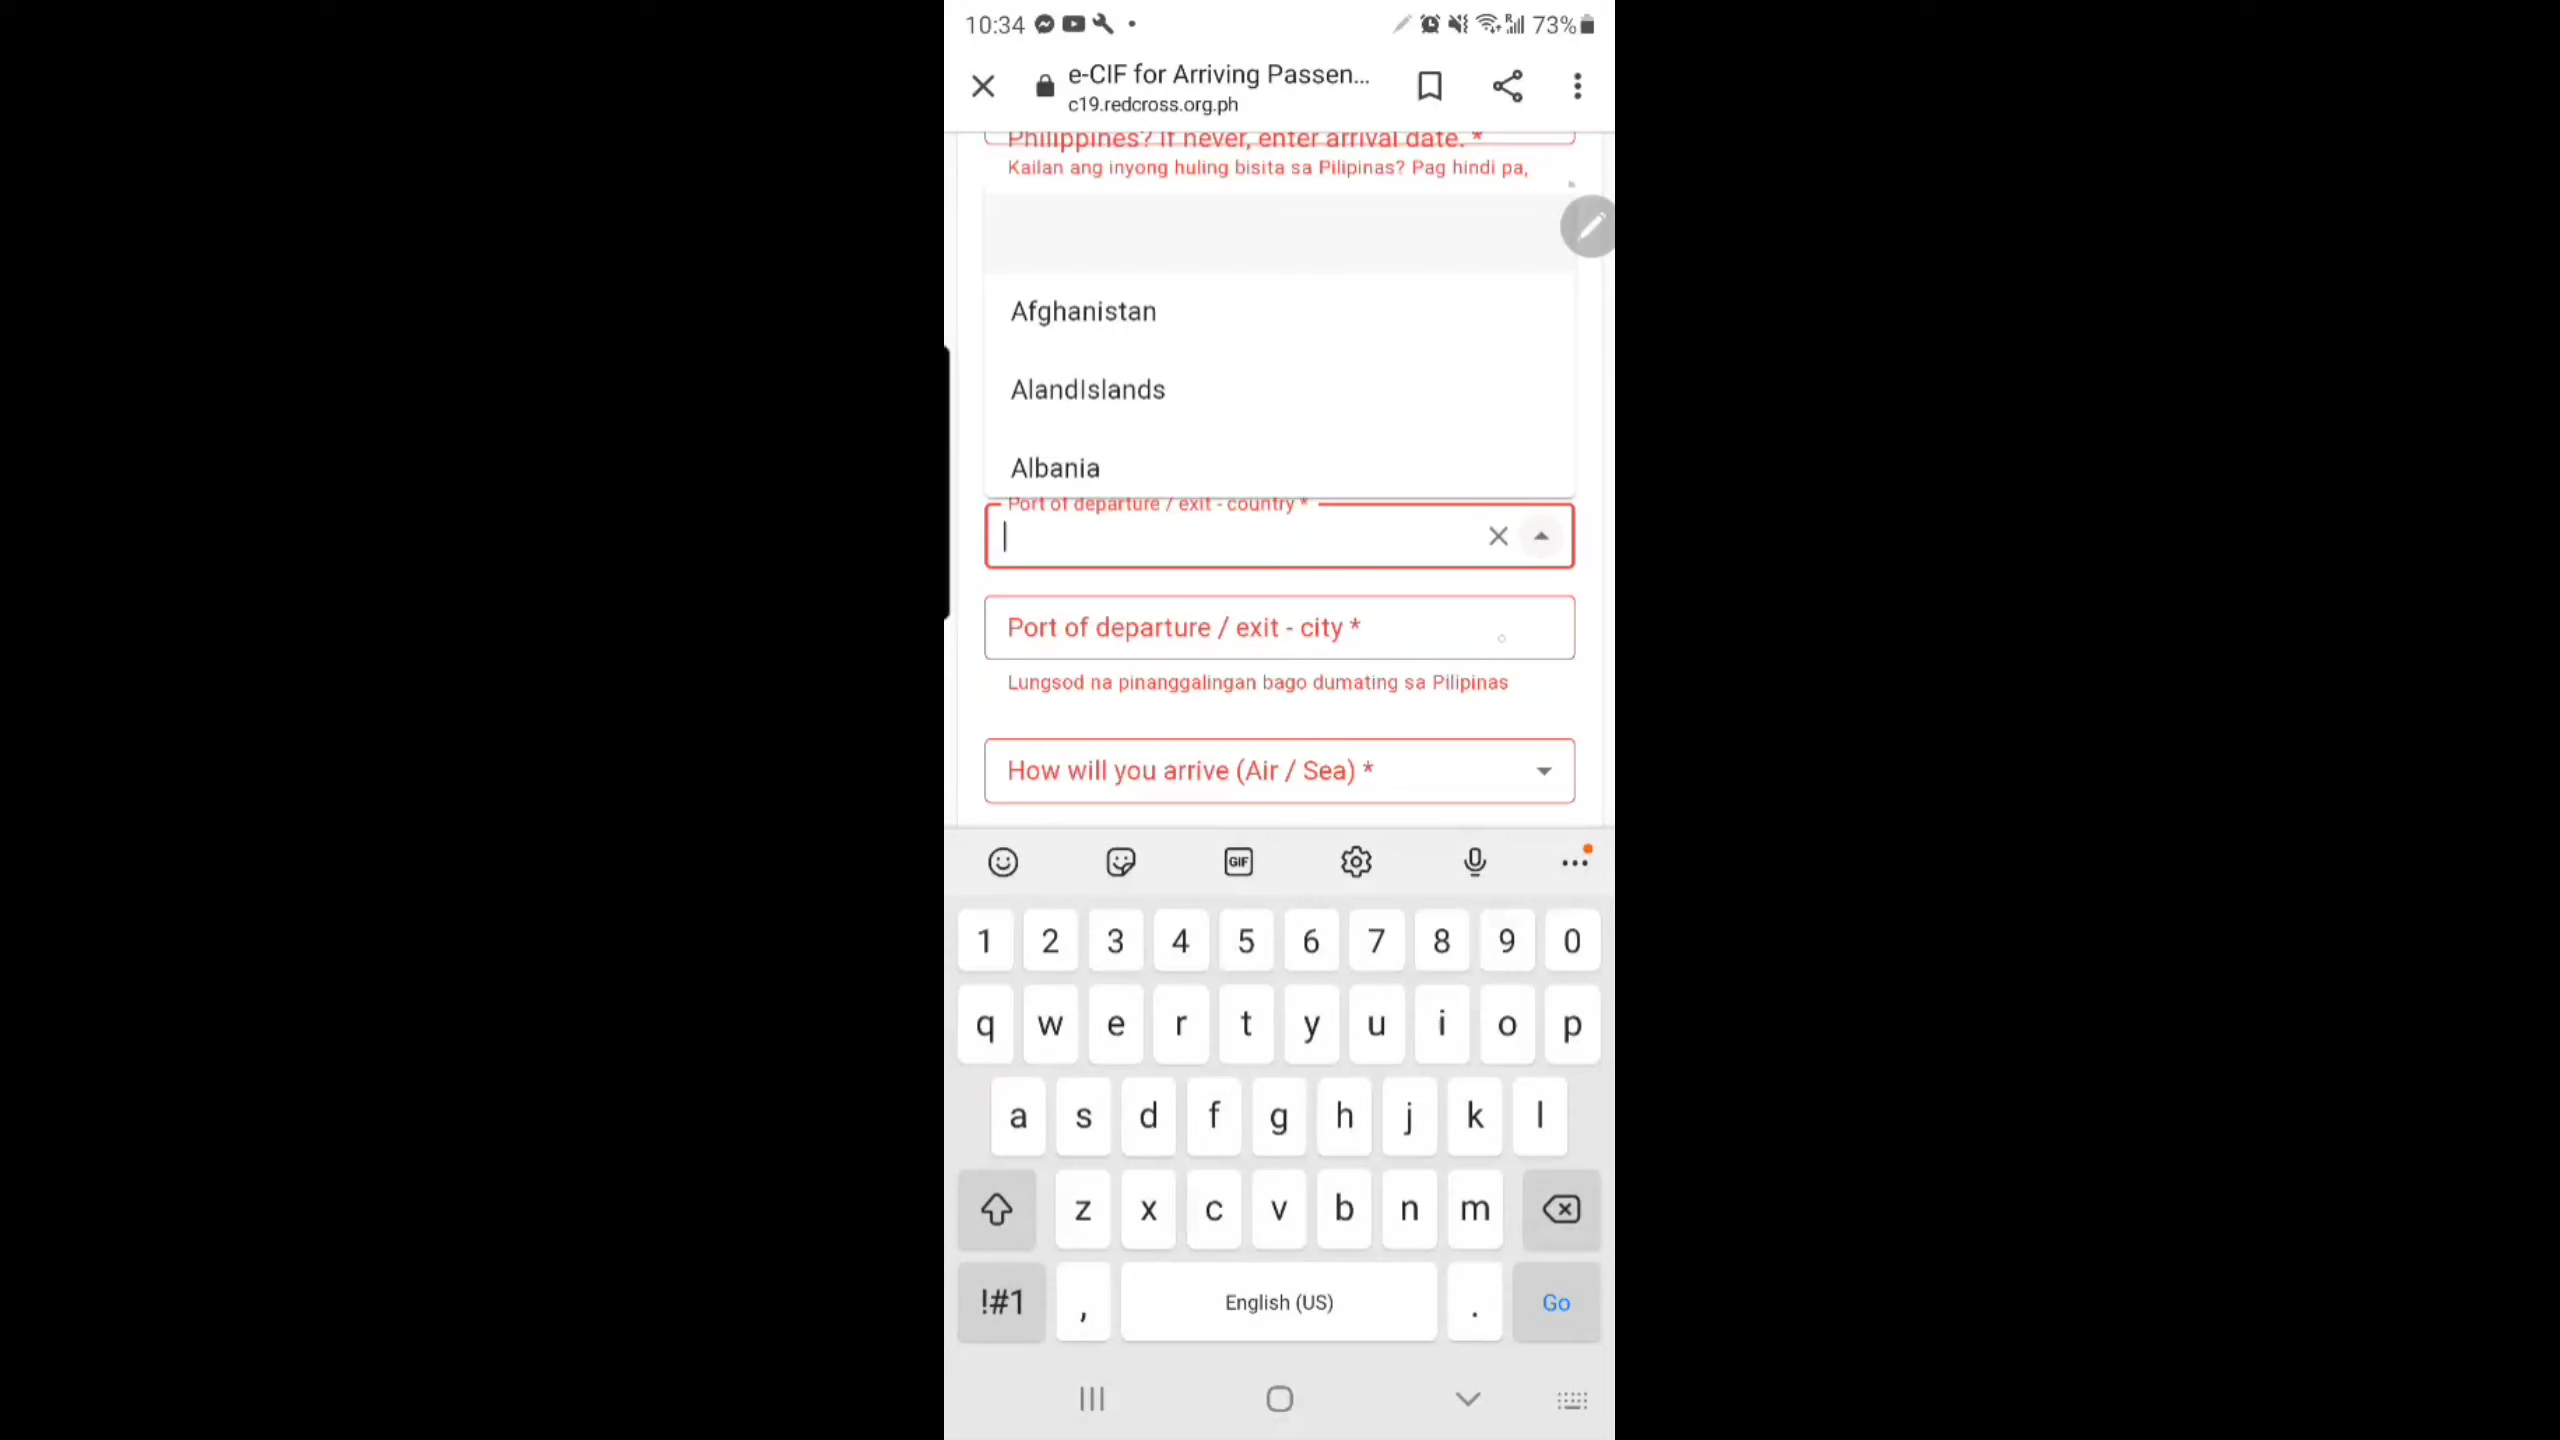 10:34 73%
e-CIF for Arriving Passen...
c19.redcross.org.ph
Philippines? If never, enter arrival date. *
Kailan ang inyong huling bisita sa Pilipinas? Pag hindi pa,
Afghanistan
AlandIslands
Albania
Port of departure / exit - country *
Port of departure / exit - city *
Lungsod na pinanggalingan bago dumating sa Pilipinas
How will you arrive (Air / Sea) *
GIF
1 2 3 4 5 6 7 8 9 0
q w e r t y u i o p
a s d f g h j k l
z x c v b n m
!#1 , English (US) . Go